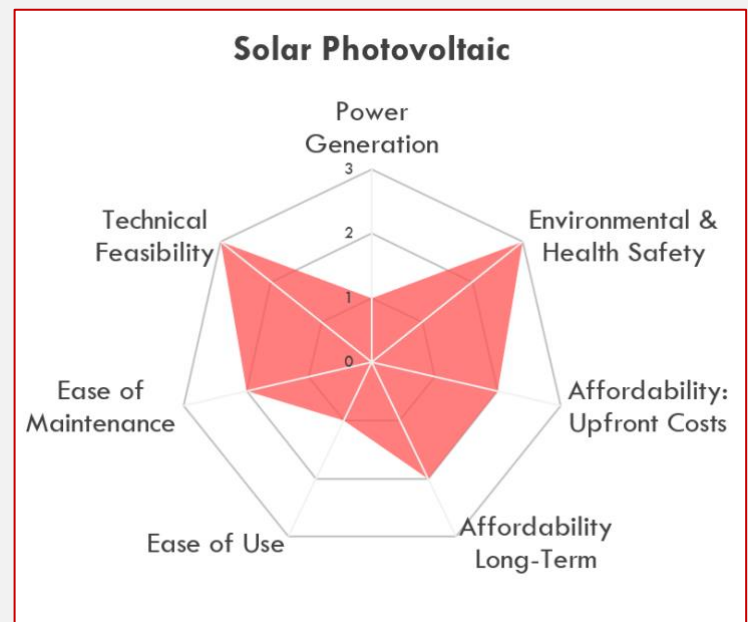 Solar Photovoltaic
Power
Generation
3
Technical
Feasibility
Environmental &
Health Safety
2
1
0
Ease of
Maintenance
Affordability:
Upfront Costs
Ease of Use
Affordability
Long-Term